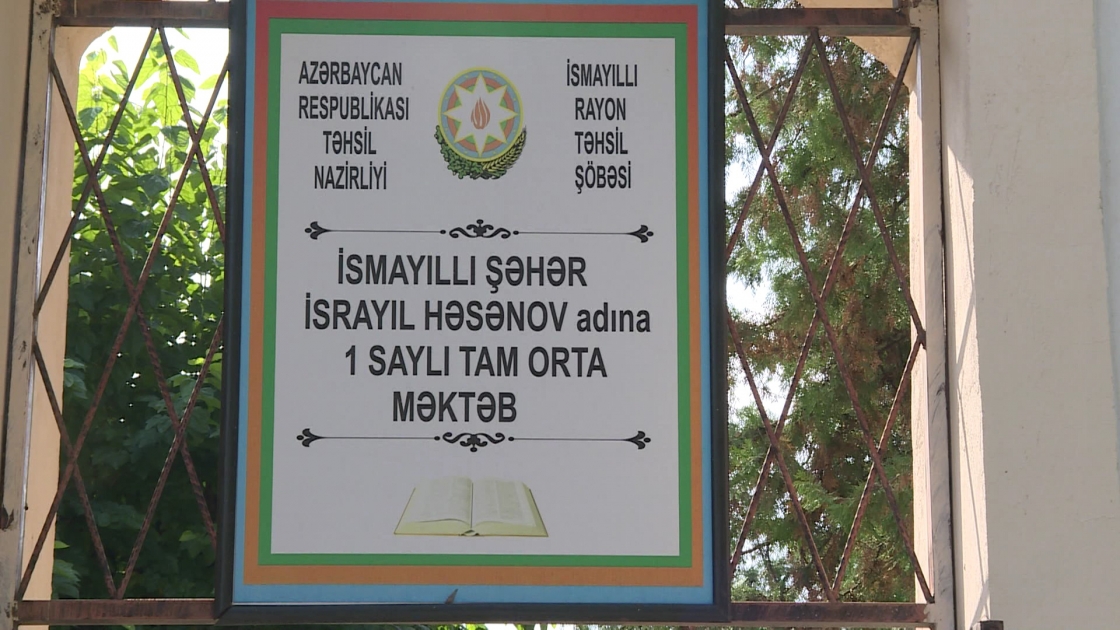 AZƏRBAYCAN
RESPUBLİKASI
TƏHSİL
NAZİRLİYİ
İSMAYILLI
RAYON
TƏHSİL
ŞÖBƏSİ
İSMAYILLI ŞƏHƏR
İSRAYIL HƏSƏNOV adına
1 SAYLI TAM ORTA
MƏKTƏB